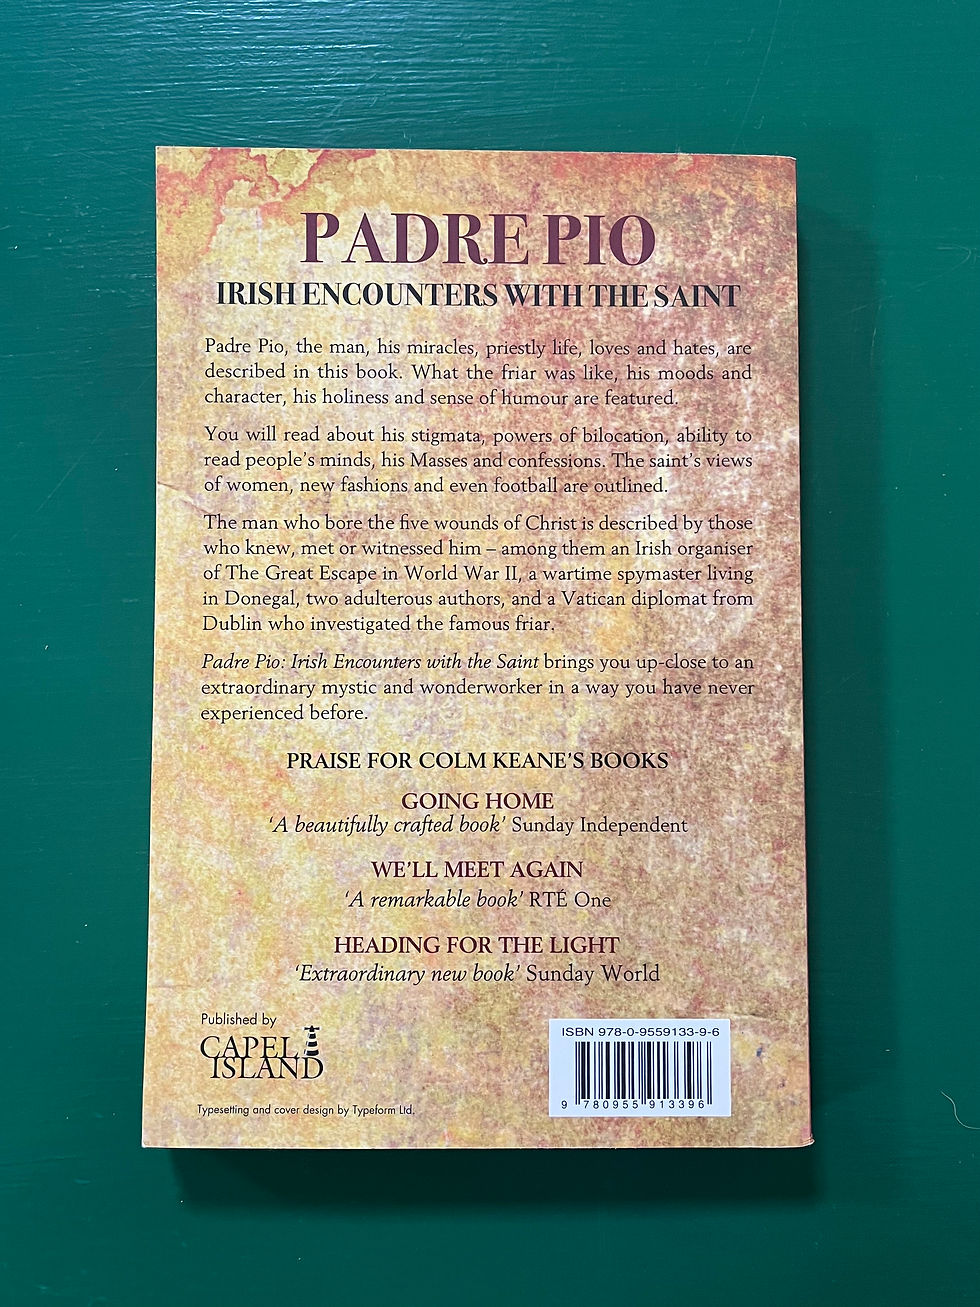 PADRE PIO
IRISH ENCOUNTERS WITH THE SAINT
Padre Pio, the man, his miracles, priestly life, loves and hates, are
described in this book. What the friar was like, his moods and
character, his holiness and sense of humour are featured.
You will read about his stigmata, powers of bilocation, ability to
read people's minds, his Masses and confessions. The saint's views
of women, new fashions and even football are outlined.
The man who bore the five wounds of Christ is described by those
who knew, met or witnessed him – among them an Irish organiser
of The Great Escape in World War II, a wartime spymaster living
in Donegal, two adulterous authors, and a Vatican diplomat from
Dublin who investigated the famous friar.
Padre Pio: Irish Encounters with the Saint brings you up-close to an
extraordinary mystic and wonderworker in a way you have never
experienced before.
PRAISE FOR COLM KEANE'S BOOKS
GOING HOME
'A beautifully crafted book' Sunday Independent
WE'LL MEET AGAIN
'A remarkable book' RTÉ One
HEADING FOR THE LIGHT
'Extraordinary new book' Sunday World
Published by
CAPEL
ISLAND
Typesetting and cover design by Typeform Ltd.
ISBN 978-0-9559133-9-6
9 780955 913396